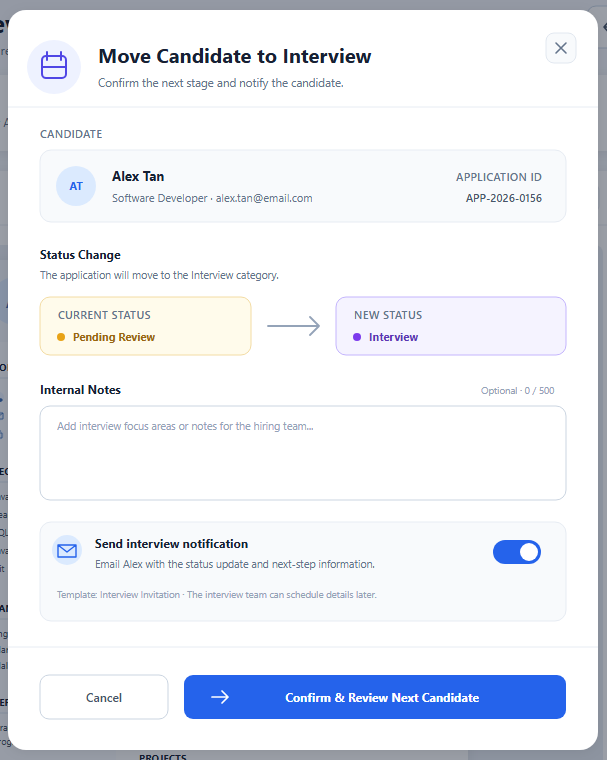 Move Candidate to Interview
Confirm the next stage and notify the candidate.
CANDIDATE
AT
Alex Tan
Software Developer · alex.tan@email.com
APPLICATION ID
APP-2026-0156
Status Change
The application will move to the Interview category.
CURRENT STATUS
Pending Review
NEW STATUS
Interview
Internal Notes
Optional · 0 / 500
Add interview focus areas or notes for the hiring team...
Send interview notification
Email Alex with the status update and next-step information.
Template: Interview Invitation · The interview team can schedule details later.
Cancel
Confirm & Review Next Candidate
PROJECTS